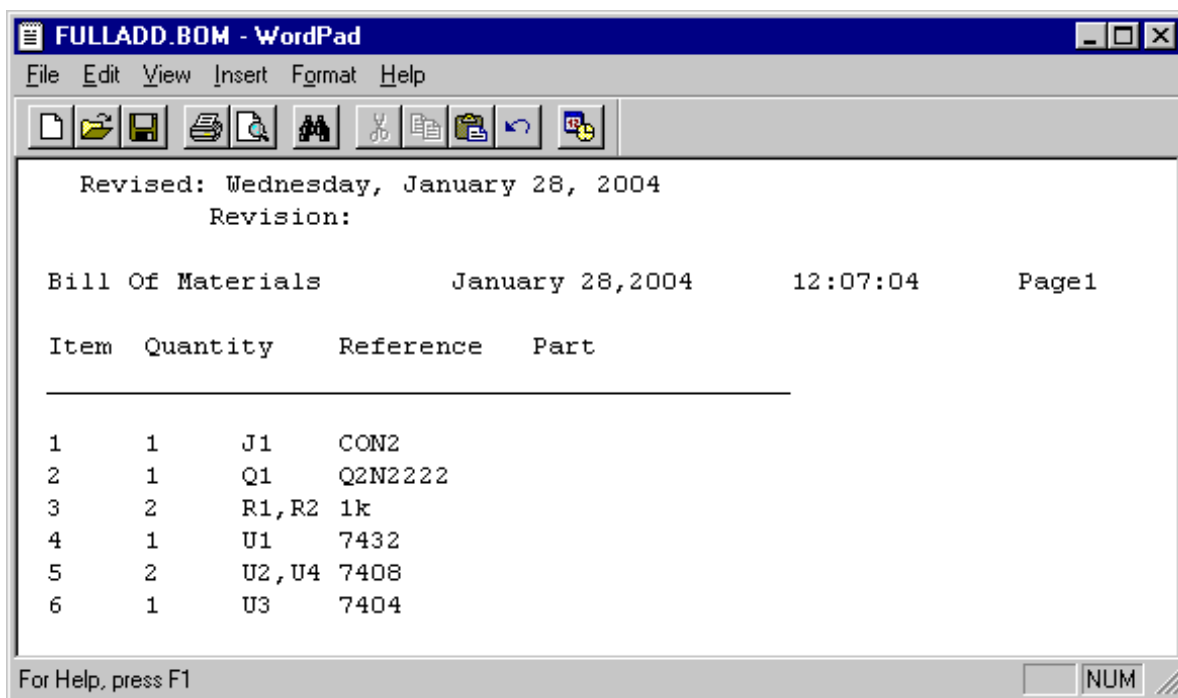 FULLADD.BOM - WordPad
File Edit View Insert Format Help
Revised: Wednesday, January 28, 2004
Revision:
Bill Of Materials January 28,2004 12:07:04 Page1
Item Quantity Reference Part
1 1 J1 CON2
2 1 Q1 Q2N2222
3 2 R1,R2 1k
4 1 U1 7432
5 2 U2,U4 7408
6 1 U3 7404
For Help, press F1 NUM